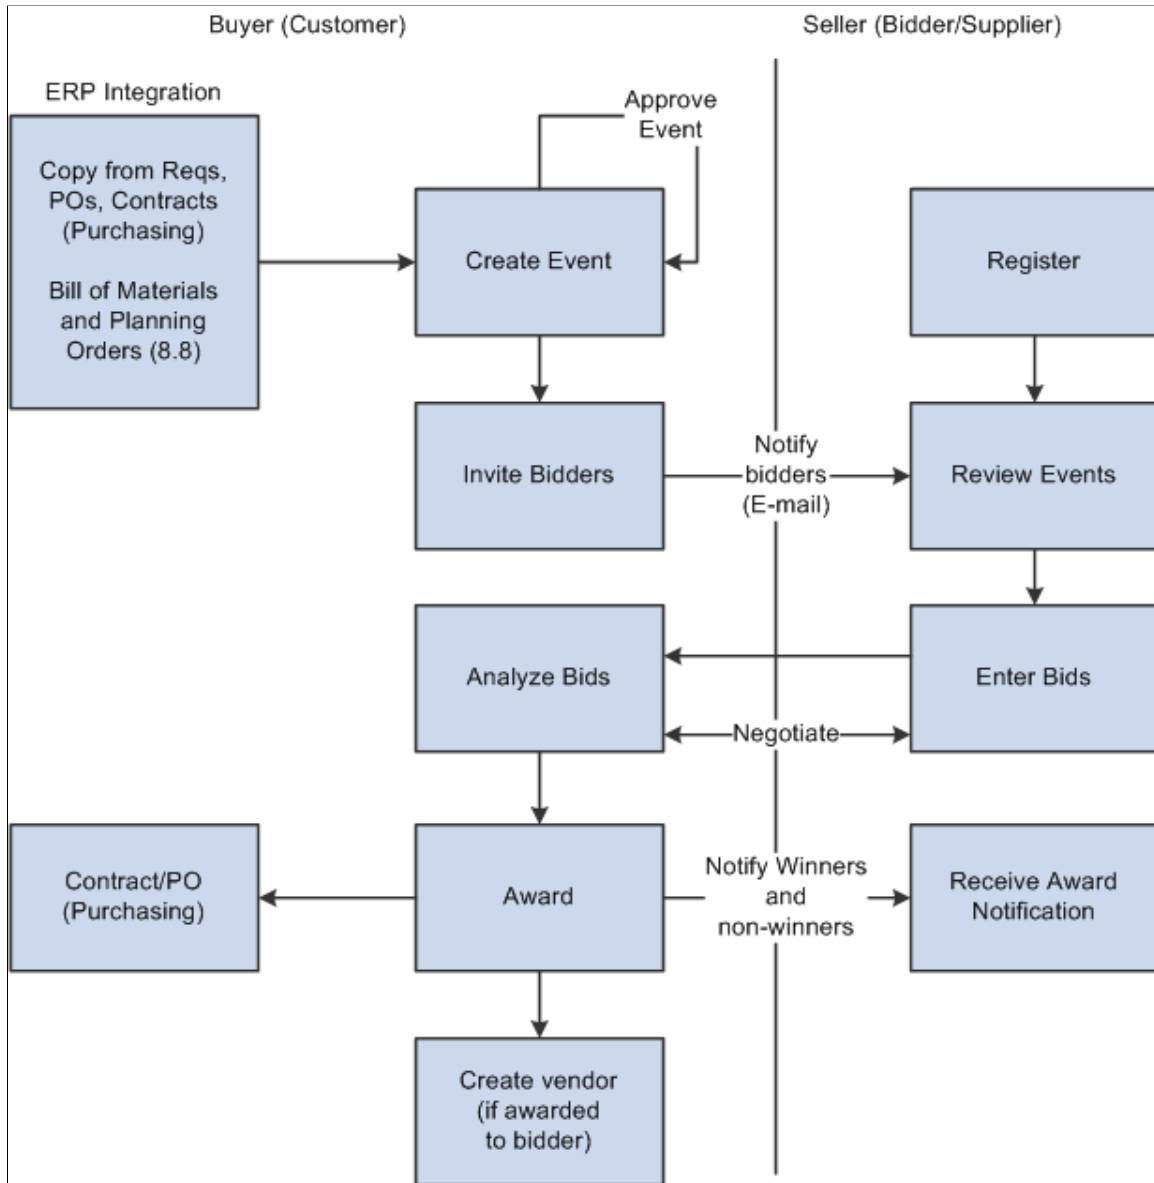 Buyer (Customer)
Seller (Bidder/Supplier)
ERP Integration
Copy from Reqs,
POs, Contracts
(Purchasing)
Bill of Materials
and Planning
Orders (8.8)
Approve
Event
Create Event
Register
Invite Bidders
Notify
bidders
(E-mail)
Review Events
Analyze Bids
Enter Bids
Negotiate
Contract/PO
(Purchasing)
Award
Notify Winners
and
non-winners
Receive Award
Notification
Create vendor
(if awarded
to bidder)